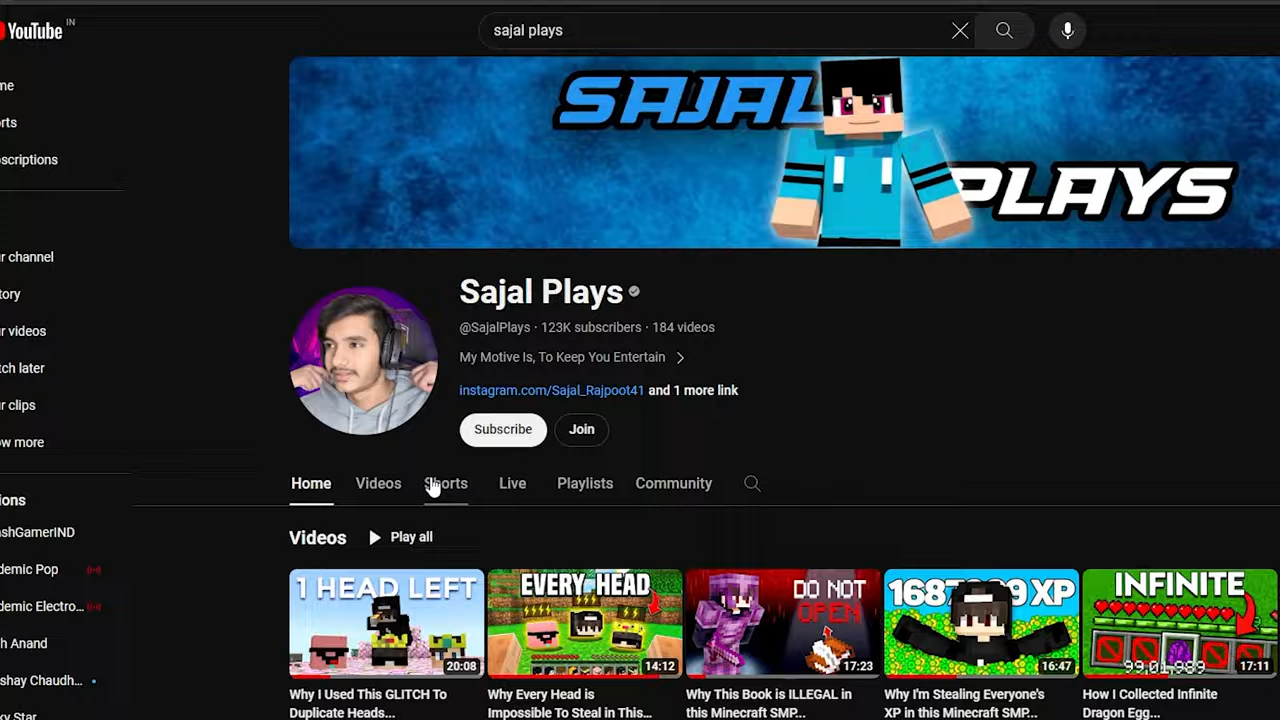 YouTube IN
sajal plays
me
rts
scriptions
r channel
tory
r videos
tch later
r clips
ow more
ions
shGamerIND
demic Pop
demic Electro...
h Anand
shay Chaudh...
SAJAL
PLAYS
Sajal Plays
@SajalPlays · 123K subscribers · 184 videos
My Motive Is, To Keep You Entertain
instagram.com/Sajal_Rajpoot41 and 1 more link
Subscribe
Join
Home Videos Shorts Live Playlists Community
Videos
Play all
1 HEAD LEFT
20:08
Why I Used This GLITCH To
Duplicate Heads...
EVERY HEAD
14:12
Why Every Head is
Impossible To Steal in This...
DO NOT
OPEN
17:23
Why This Book is ILLEGAL in
this Minecraft SMP...
XP
16:47
Why I'm Stealing Everyone's
XP in this Minecraft SMP...
INFINITE
17:11
How I Collected Infinite
Dragon Egg...